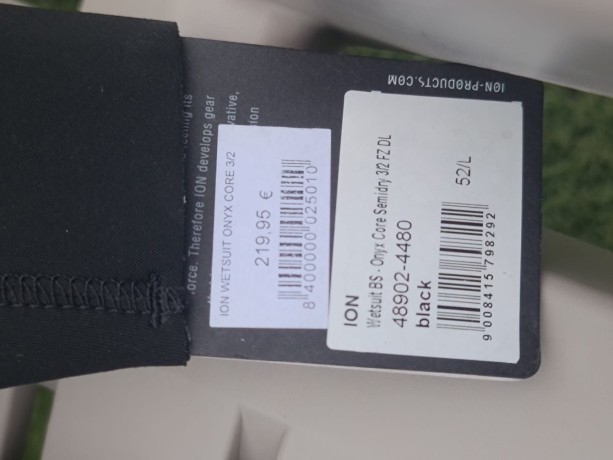 ION-PRODUCTS.COM
ative,
ion
orce. Therefore ION develops gear
ION WETSUIT ONYX CORE 3/2
219.95 €
8 400000 025010
ION
Wetsuit BS - Onyx Core Semidry 3/2 FZ DL
48902-4480
black
52/L
9 008415 798292